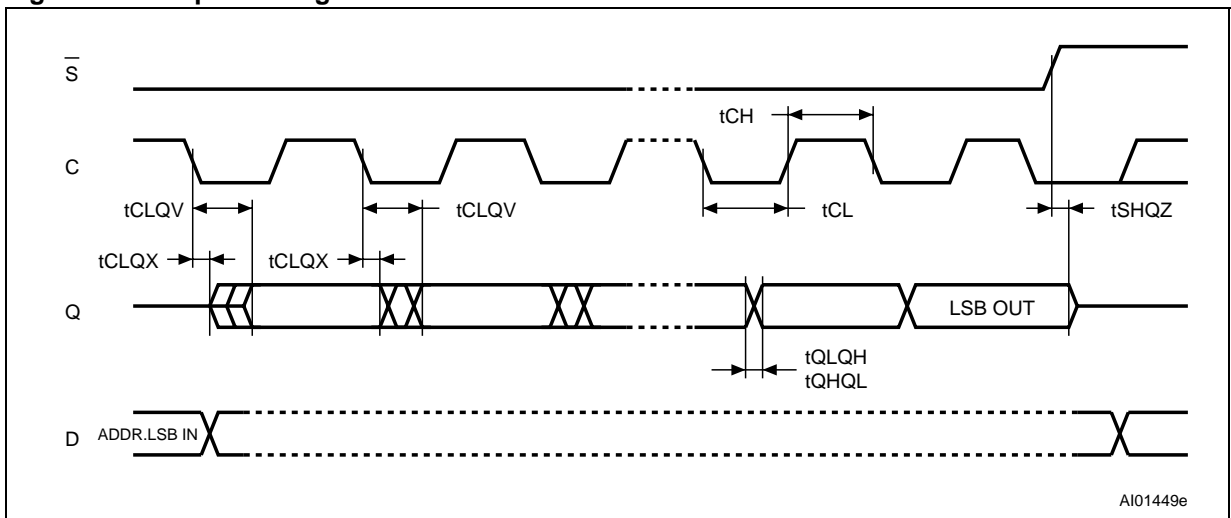 S
tCH
C
tCLQV
tCLQV
tCL
tSHQZ
tCLQX
tCLQX
Q
LSB OUT
tQLQH
tQHQL
D
ADDR.LSB IN
AI01449e